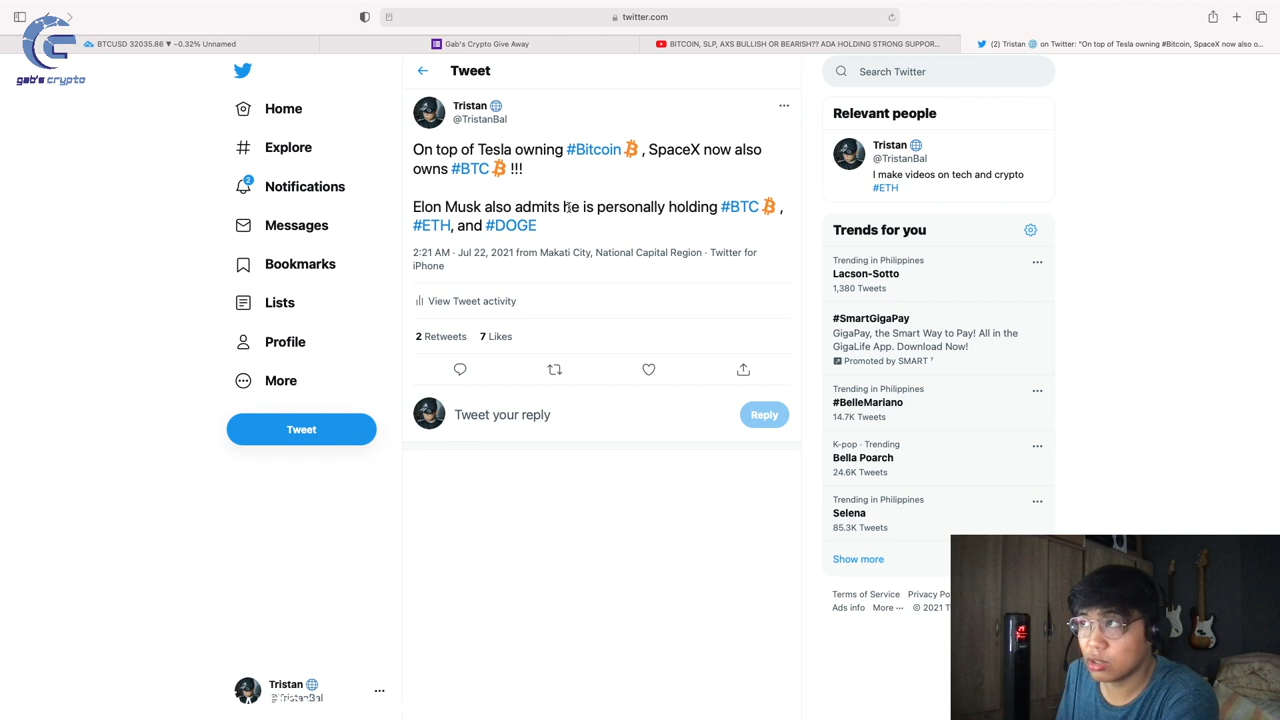 twitter.com
BTCUSD 32035.86 ▼ −0.32% Unnamed
Gab's Crypto Give Away
BITCOIN, SLP, AXS BULLISH OR BEARISH?? ADA HOLDING STRONG SUPPOR...
(2) Tristan 🌐 on Twitter: "On top of Tesla owning #Bitcoin, SpaceX now also o...
gab's crypto
Home
Explore
2
Notifications
Messages
Bookmarks
Lists
Profile
More
Tweet
Tristan 🌐
@TristanBal
Tweet
Tristan 🌐
@TristanBal
On top of Tesla owning #Bitcoin , SpaceX now also
owns #BTC !!!
Elon Musk also admits he is personally holding #BTC ,
#ETH, and #DOGE
2:21 AM · Jul 22, 2021 from Makati City, National Capital Region · Twitter for
iPhone
View Tweet activity
2 Retweets 7 Likes
Tweet your reply
Reply
Search Twitter
Relevant people
Tristan 🌐
@TristanBal
I make videos on tech and crypto
#ETH
Trends for you
Trending in Philippines
Lacson-Sotto
1,380 Tweets
#SmartGigaPay
GigaPay, the Smart Way to Pay! All in the
GigaLife App. Download Now!
Promoted by SMART
Trending in Philippines
#BelleMariano
14.7K Tweets
K-pop · Trending
Bella Poarch
24.6K Tweets
Trending in Philippines
Selena
85.3K Tweets
Show more
Terms of Service Privacy Po
Ads info More ··· © 2021 T